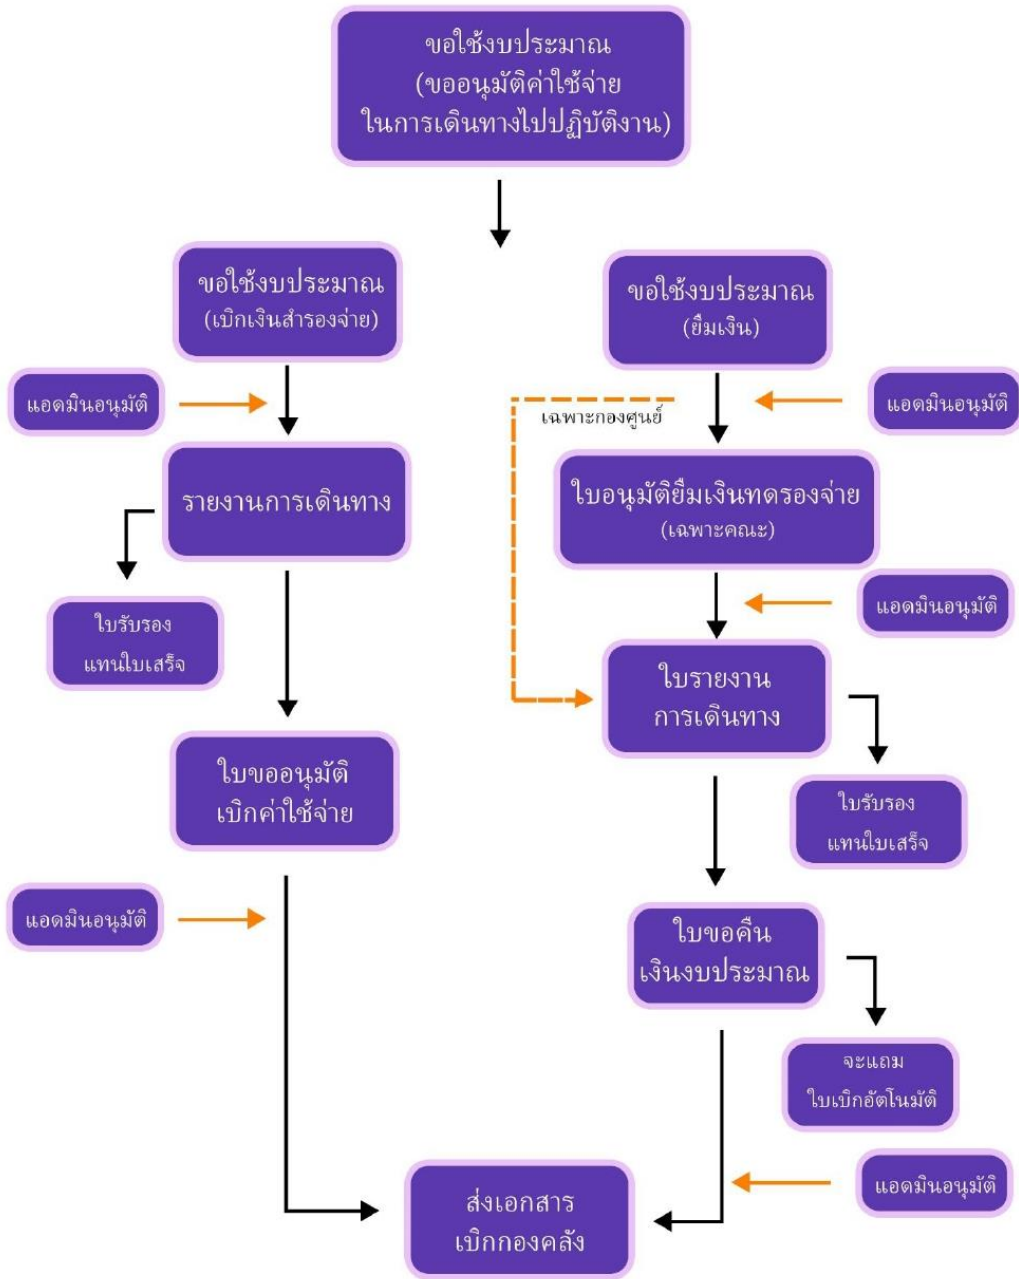 ขอใช้งบประมาณ
(ขออนุมัติค่าใช้จ่าย
ในการเดินทางไปปฏิบัติงาน)
ขอใช้งบประมาณ
(เบิกเงินสำรองจ่าย)
ขอใช้งบประมาณ
(ยืมเงิน)
แอดมินอนุมัติ
แอดมินอนุมัติ
เฉพาะกองศูนย์
รายงานการเดินทาง
ใบอนุมัติยืมเงินทดรองจ่าย
(เฉพาะคณะ)
แอดมินอนุมัติ
ใบรับรอง
แทนใบเสร็จ
ใบรายงาน
การเดินทาง
ใบขออนุมัติ
เบิกค่าใช้จ่าย
ใบรับรอง
แทนใบเสร็จ
แอดมินอนุมัติ
ใบขอคืน
เงินงบประมาณ
จะแถม
ใบเบิกอัตโนมัติ
แอดมินอนุมัติ
ส่งเอกสาร
เบิกกองคลัง